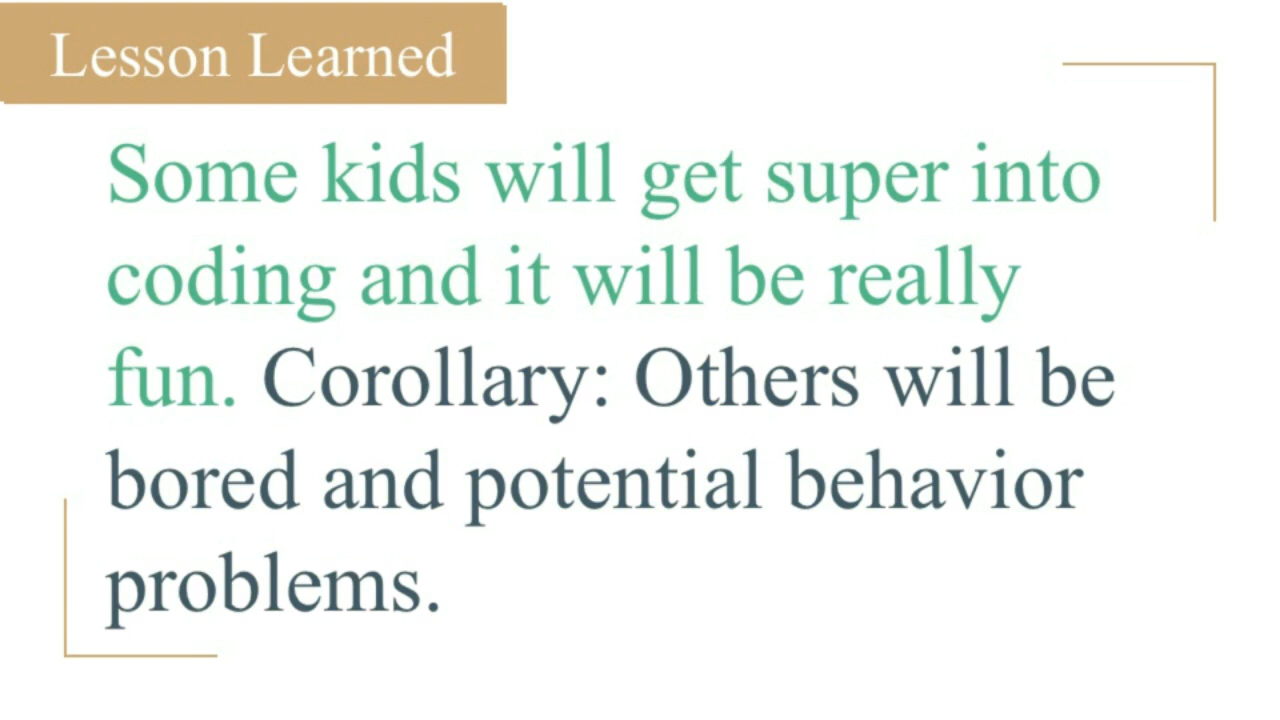 Lesson Learned
Some kids will get super into
coding and it will be really
fun. Corollary: Others will be
bored and potential behavior
problems.